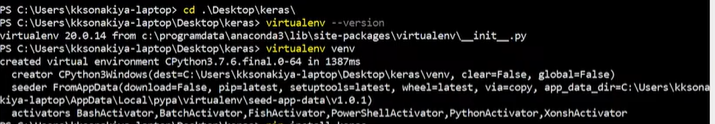 PS C:\Users\kksonakiya-laptop> cd .\Desktop\keras\
PS C:\Users\kksonakiya-laptop\Desktop\keras> virtualenv --version
virtualenv 20.0.14 from c:\programdata\anaconda3\lib\site-packages\virtualenv\__init__.py
PS C:\Users\kksonakiya-laptop\Desktop\keras> virtualenv venv
created virtual environment CPython3.7.6.final.0-64 in 1387ms
  creator CPython3Windows(dest=C:\Users\kksonakiya-laptop\Desktop\keras\venv, clear=False, global=False)
  seeder FromAppData(download=False, pip=latest, setuptools=latest, wheel=latest, via=copy, app_data_dir=C:\Users\kkson
akiya-laptop\AppData\Local\pypa\virtualenv\seed-app-data\v1.0.1)
  activators BashActivator,BatchActivator,FishActivator,PowerShellActivator,PythonActivator,XonshActivator